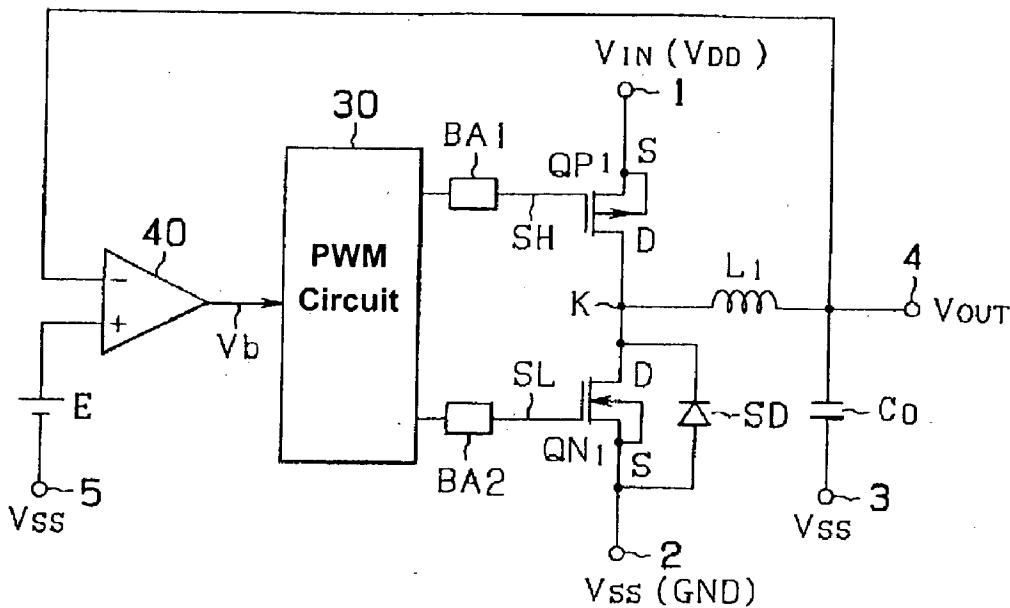 VIN (VDD)
1
30
BA1
QP1
S
SH
D
40
PWM
Circuit
4
L1
K
VOUT
Vb
SL
D
E
SD
CO
QN1
S
BA2
5
3
VSS
VSS
2
VSS (GND)